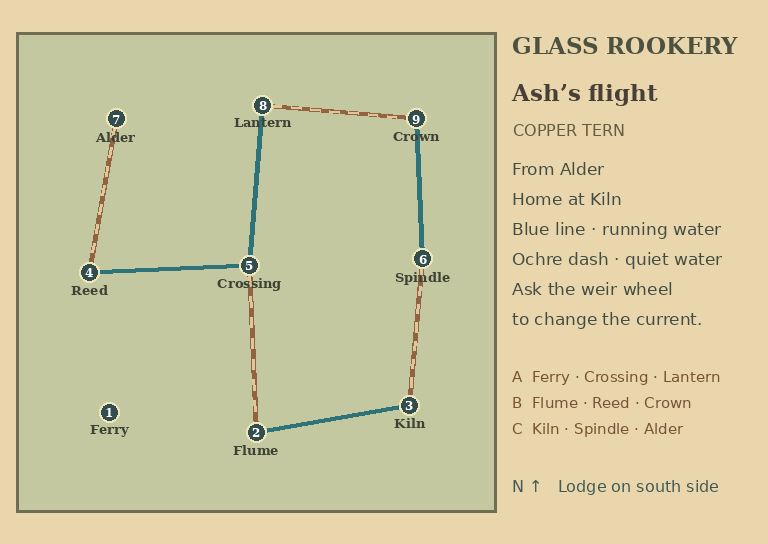 GLASS ROOKERY
Ash’s flight
COPPER TERN
From Alder
Home at Kiln
Blue line · running water
Ochre dash · quiet water
Ask the weir wheel
to change the current.
A Ferry · Crossing · Lantern
B Flume · Reed · Crown
C Kiln · Spindle · Alder
N ↑ Lodge on south side
7
Alder
8
Lantern
9
Crown
4
Reed
5
Crossing
6
Spindle
1
Ferry
2
Flume
3
Kiln